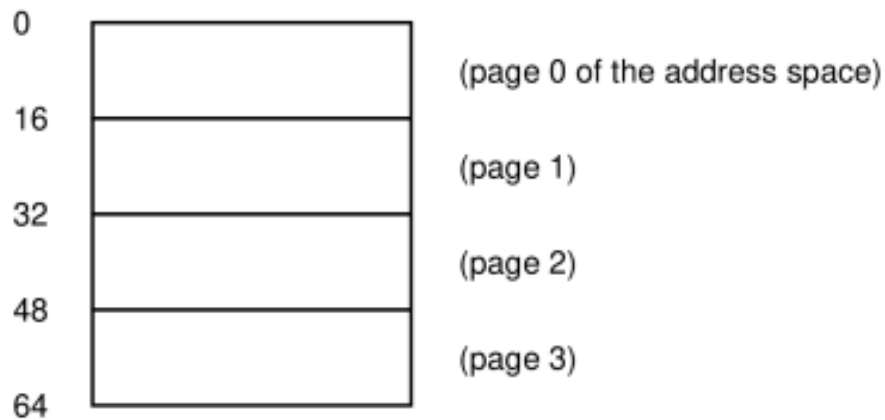 0
(page 0 of the address space)
16
(page 1)
32
(page 2)
48
(page 3)
64